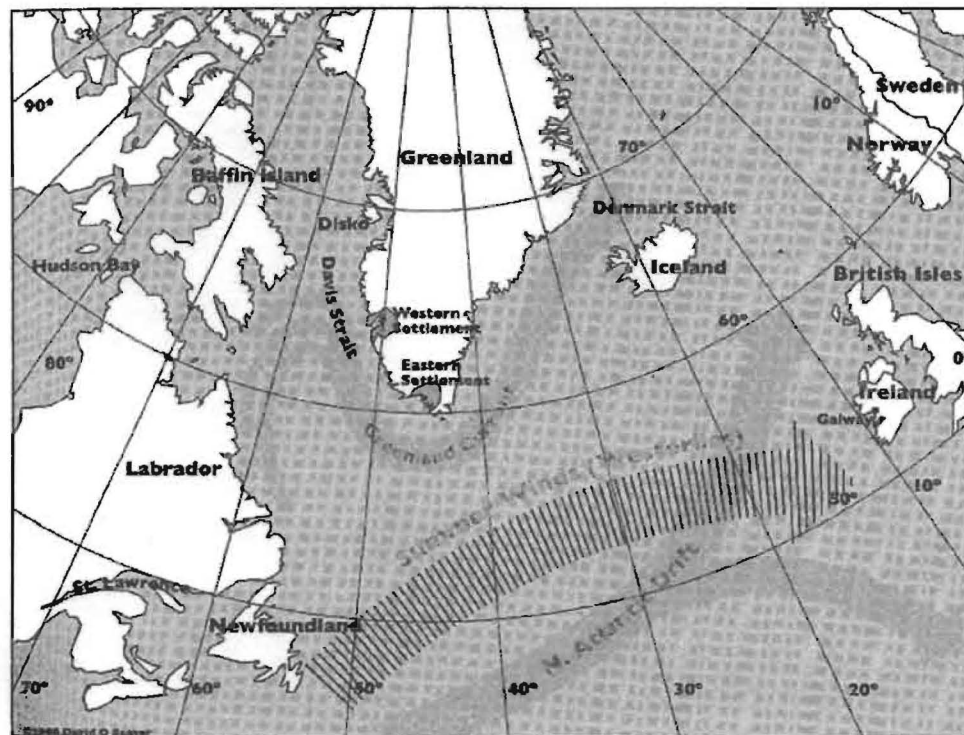 90°
Sweden
10°
Norway
70°
Greenland
Baffin Island
Denmark Strait
Disko
Iceland
Hudson Bay
Davis Strait
British Isles
Western
Settlement
60°
80°
Eastern
Settlement
0
Ireland
Galway
Greenland
Labrador
Summer Winds (Westerlies)
50°
10°
St. Lawrence
N. Atlantic Drift
Newfoundland
70°
60°
50°
40°
30°
20°